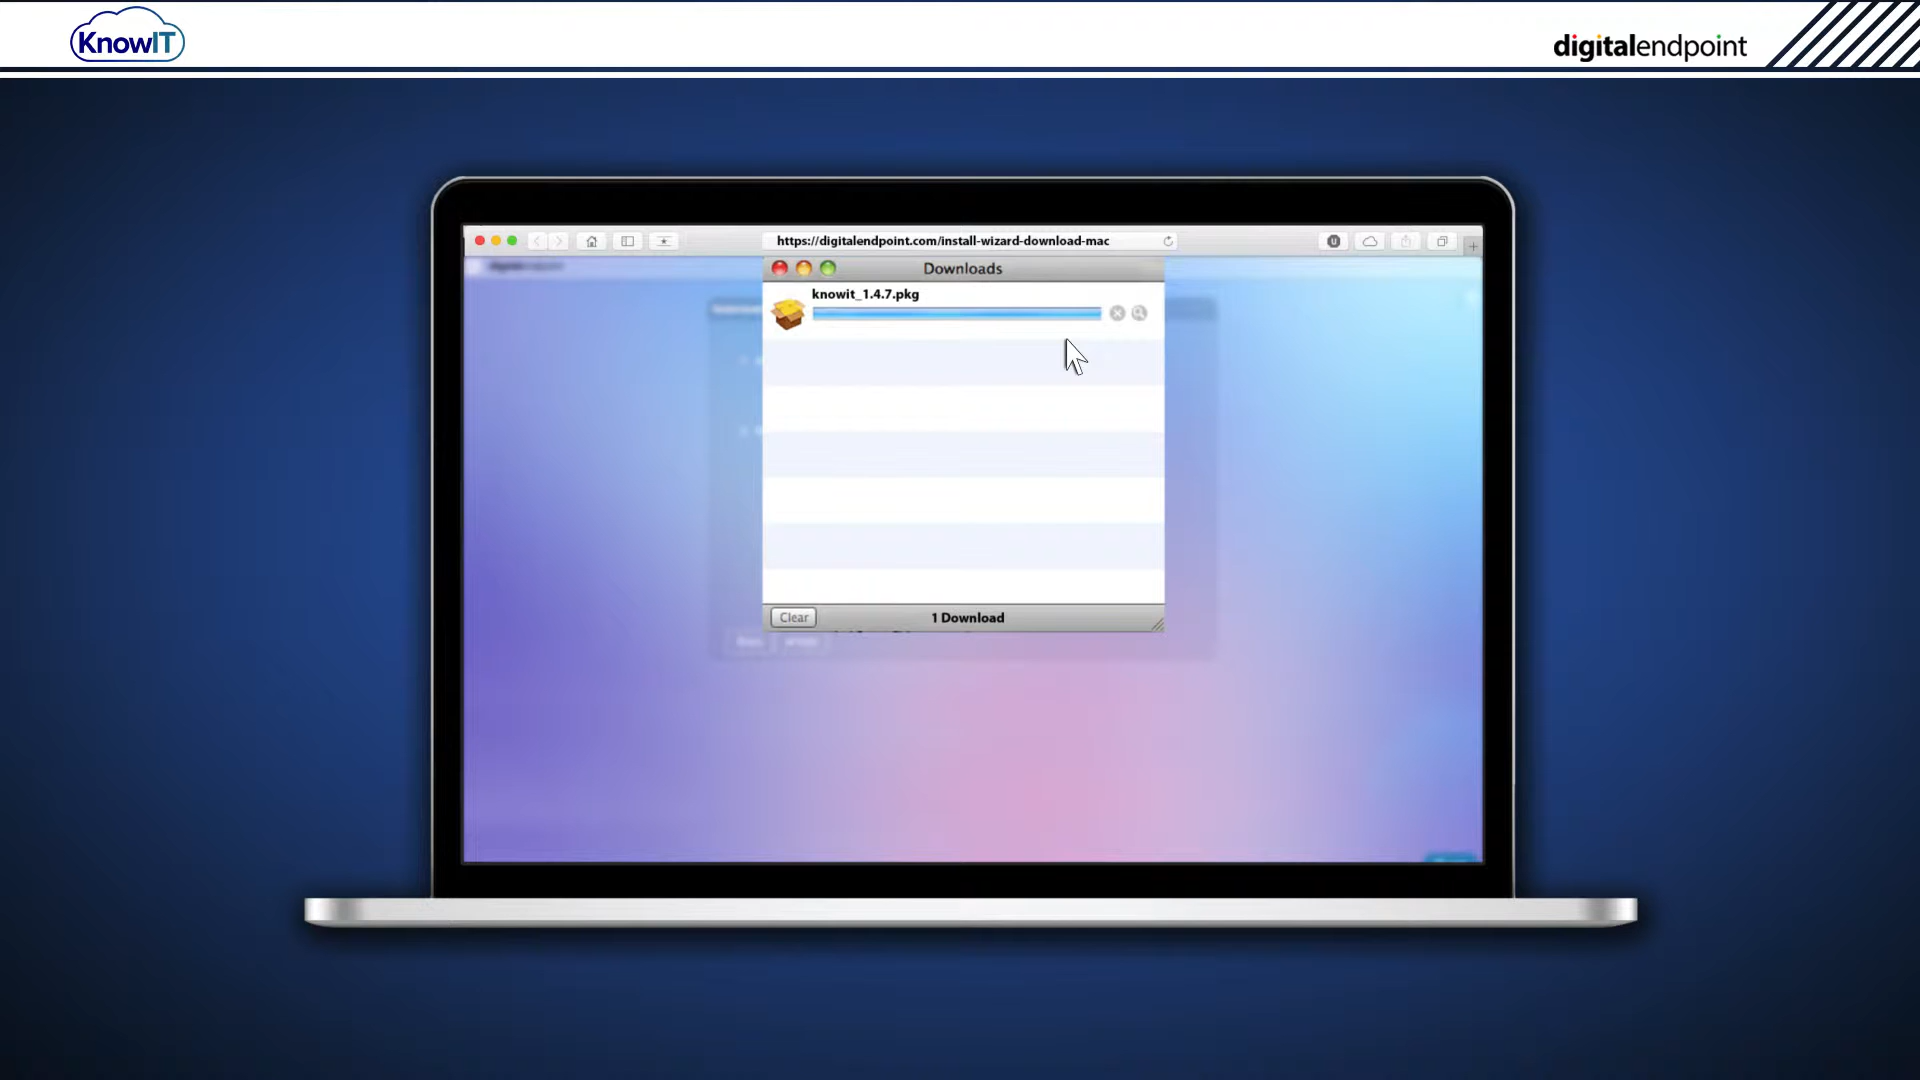 KnowIT
digitalendpoint
https://digitalendpoint.com/install-wizard-download-mac
Downloads
knowit_1.4.7.pkg
Clear
1 Download